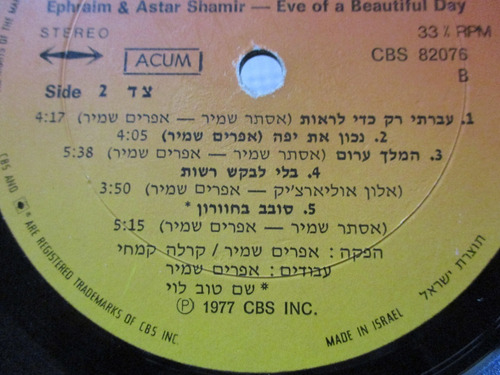 Ephraim & Astar Shamir — Eve of a Beautiful Day
STEREO
33⅓ RPM
ACUM
CBS 82076
B
Side 2 צד
1. עברתי רק כדי לראות (אסתר שמיר — אפרים שמיר) 4:17
2. נכון את יפה (אפרים שמיר) 4:05
3. המלך ערום (אסתר שמיר — אפרים שמיר) 5:38
4. בלי לבקש רשות
(אלון אוליארצ'יק — אפרים שמיר) 3:50
5. סובב בחוורון *
(אסתר שמיר — אפרים שמיר) 5:15
הפקה: אפרים שמיר / קרלה קמחי
עבודים: אפרים שמיר
* שם טוב לוי
Ⓟ 1977 CBS INC.
CBS AND ARE REGISTERED TRADEMARKS OF CBS INC.
MADE IN ISRAEL תוצרת ישראל